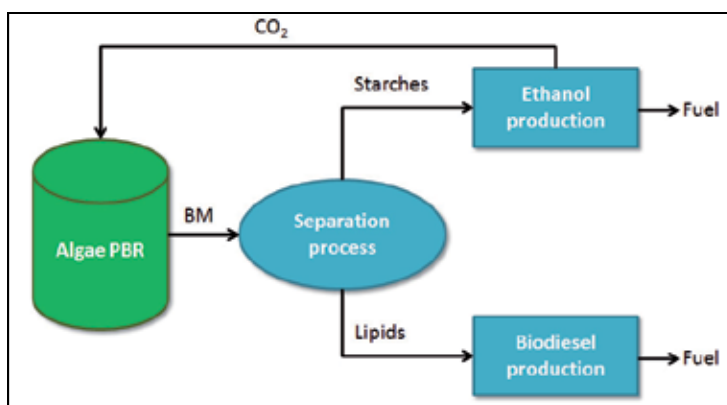 CO₂
Starches
Ethanol
production
Fuel
Algae PBR
BM
Separation
process
Lipids
Biodiesel
production
Fuel